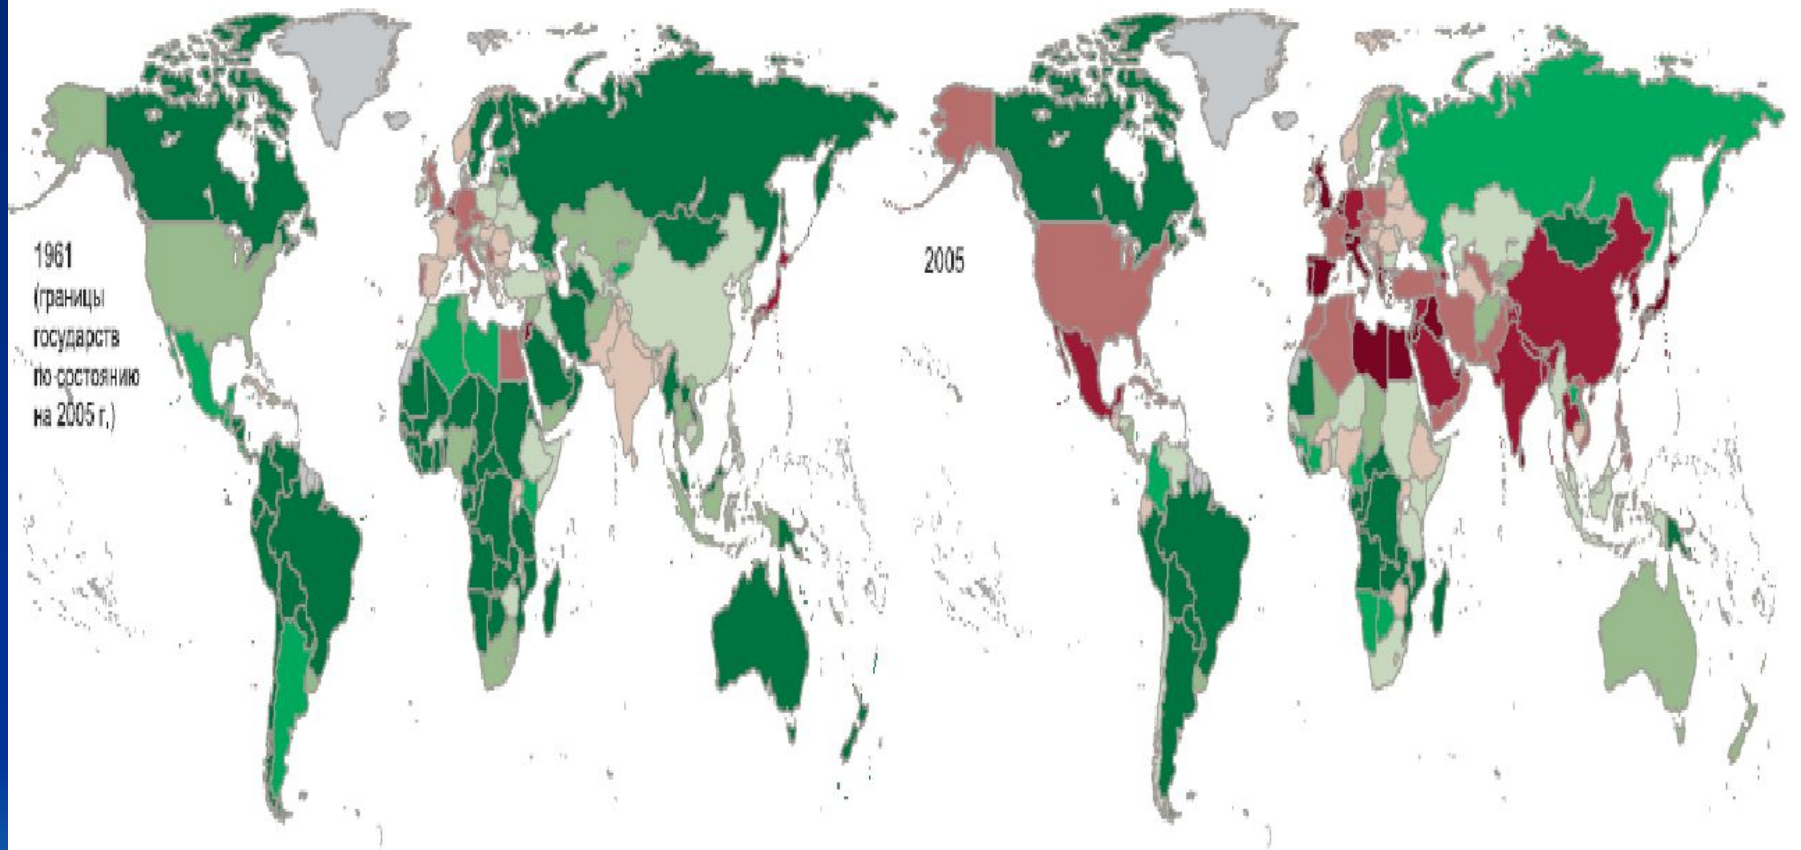 1961
(границы
государств
по состоянию
на 2005 г.)
2005